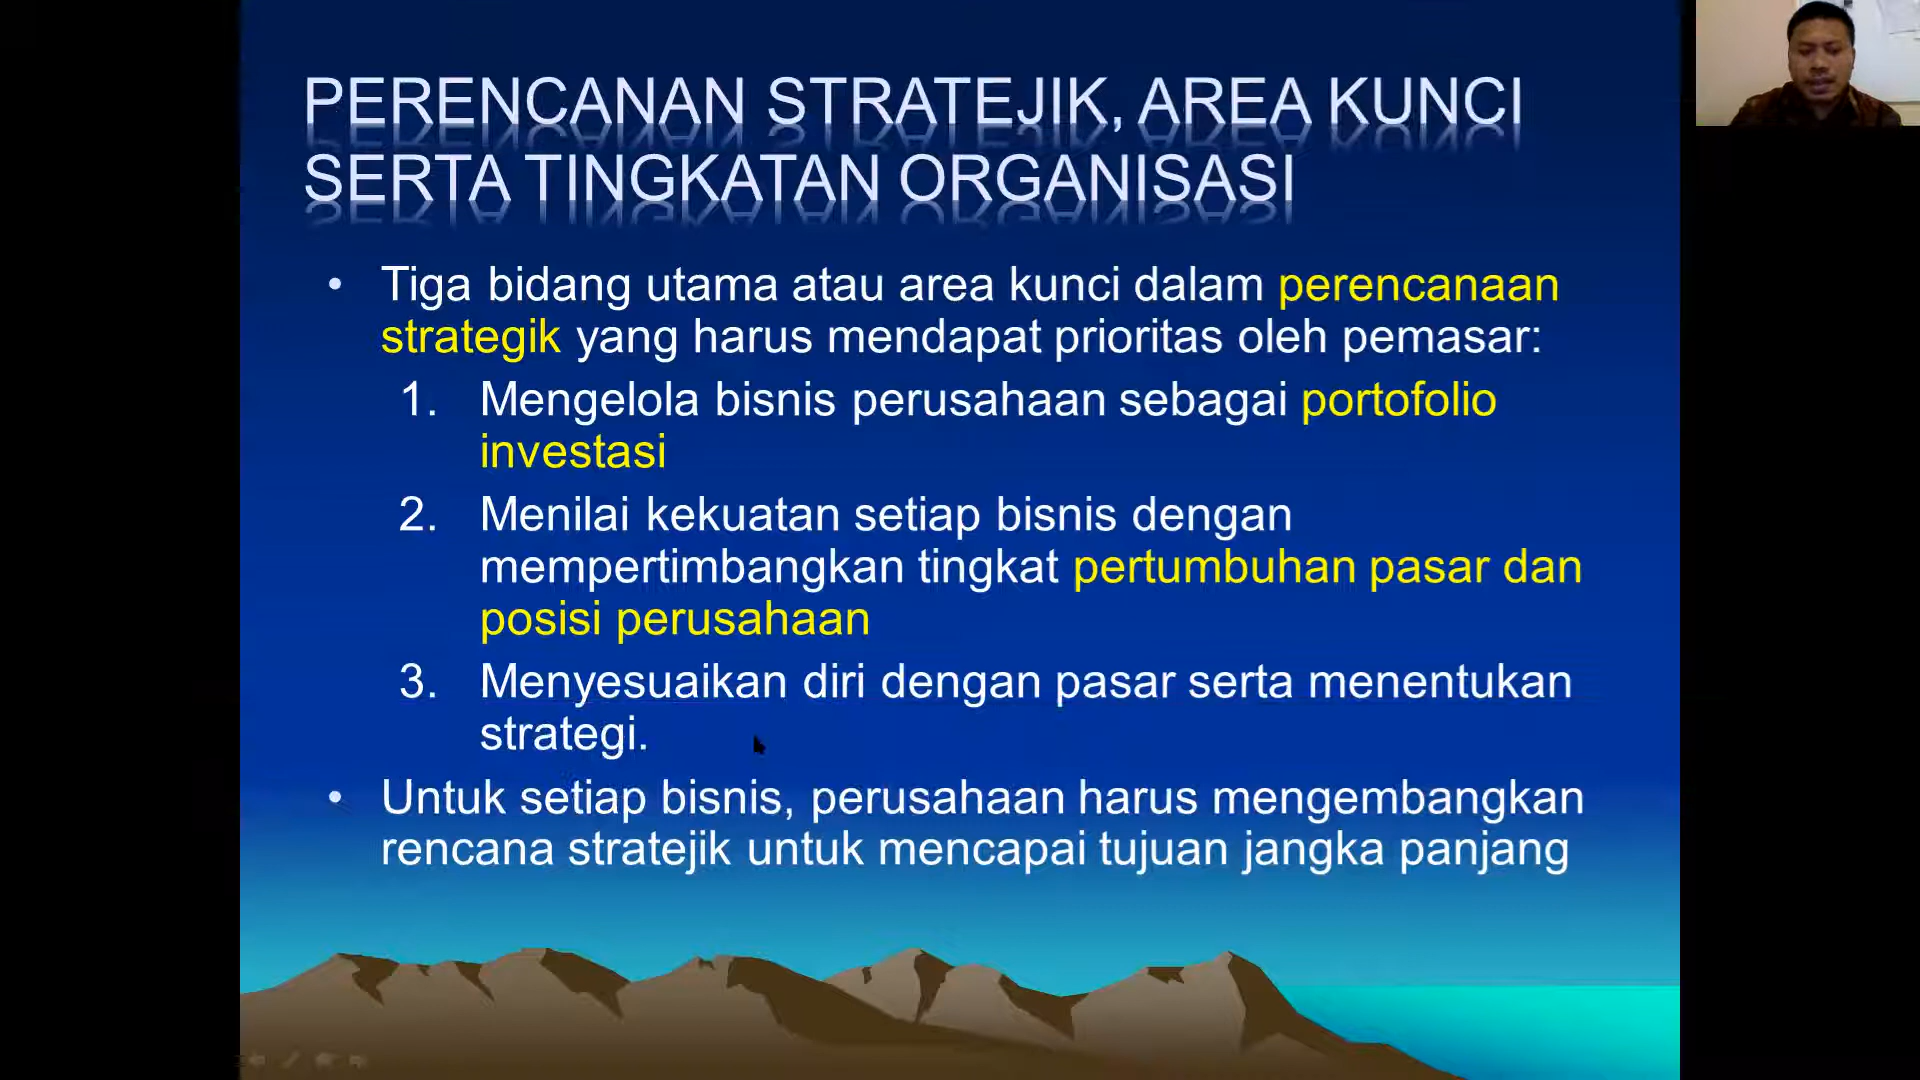 PERENCANAN STRATEJIK, AREA KUNCI
SERTA TINGKATAN ORGANISASI
• Tiga bidang utama atau area kunci dalam perencanaan
strategik yang harus mendapat prioritas oleh pemasar:
1. Mengelola bisnis perusahaan sebagai portofolio
investasi
2. Menilai kekuatan setiap bisnis dengan
mempertimbangkan tingkat pertumbuhan pasar dan
posisi perusahaan
3. Menyesuaikan diri dengan pasar serta menentukan
strategi.
• Untuk setiap bisnis, perusahaan harus mengembangkan
rencana stratejik untuk mencapai tujuan jangka panjang